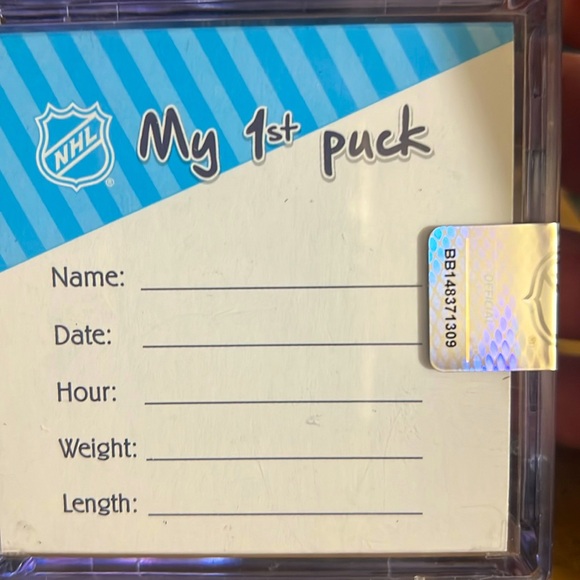 NHL
®
My 1st puck
Name:
Date:
Hour:
Weight:
Length:
BB148371309
OFFICIAL